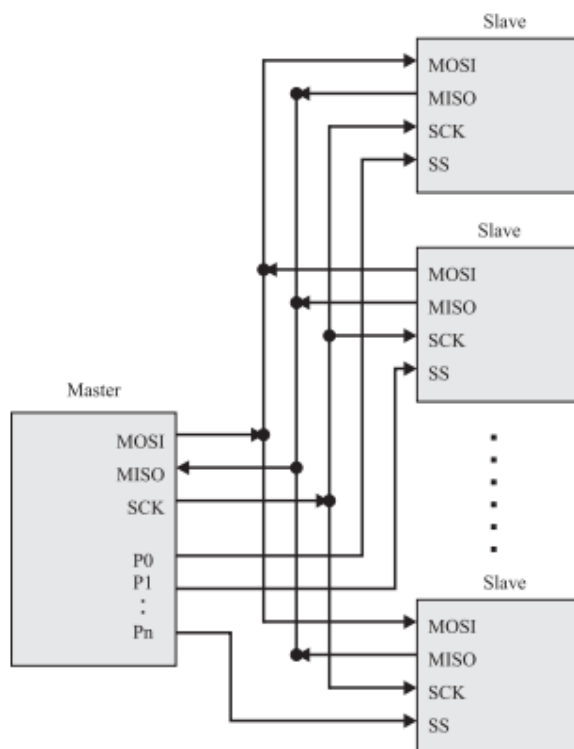 Slave
MOSI
MISO
SCK
SS
Slave
MOSI
MISO
SCK
SS
Master
MOSI
MISO
SCK
P0
P1
Pn
Slave
MOSI
MISO
SCK
SS